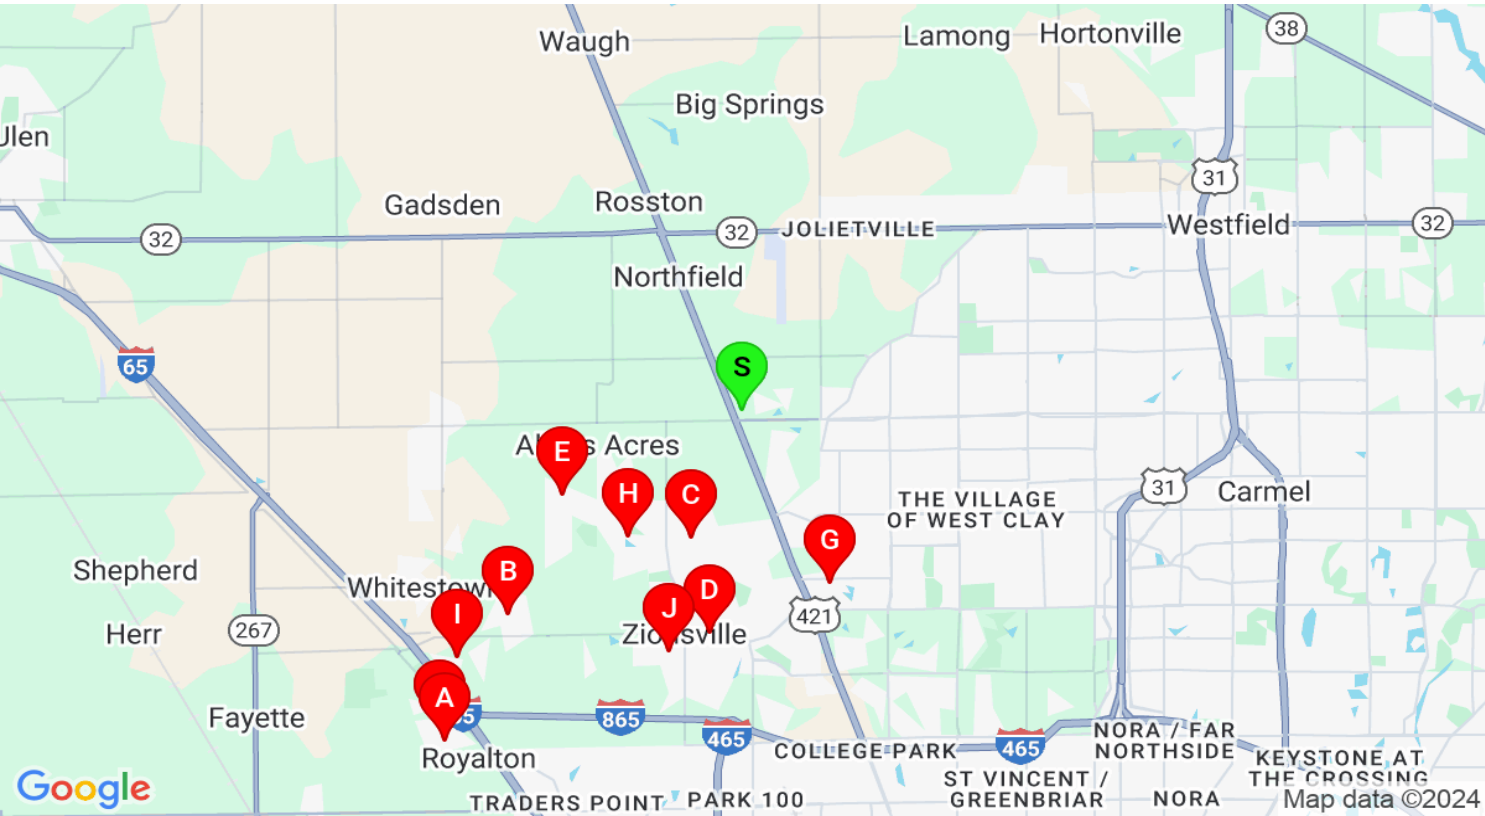 Waugh
Lamong
Hortonville
38
Big Springs
Ulen
31
Gadsden
Rosston
32
32
JOLIETVILLE
Westfield
32
Northfield
65
S
E
Acres
H
C
THE VILLAGE
OF WEST CLAY
31
Carmel
G
Shepherd
B
Whitestown
D
I
J
421
Herr
267
Zionsville
A
Fayette
865
465
Royalton
COLLEGE PARK
465
NORA / FAR
NORTHSIDE
KEYSTONE AT
THE CROSSING
ST VINCENT /
GREENBRIAR
NORA
Google
TRADERS POINT
PARK 100
Map data ©2024